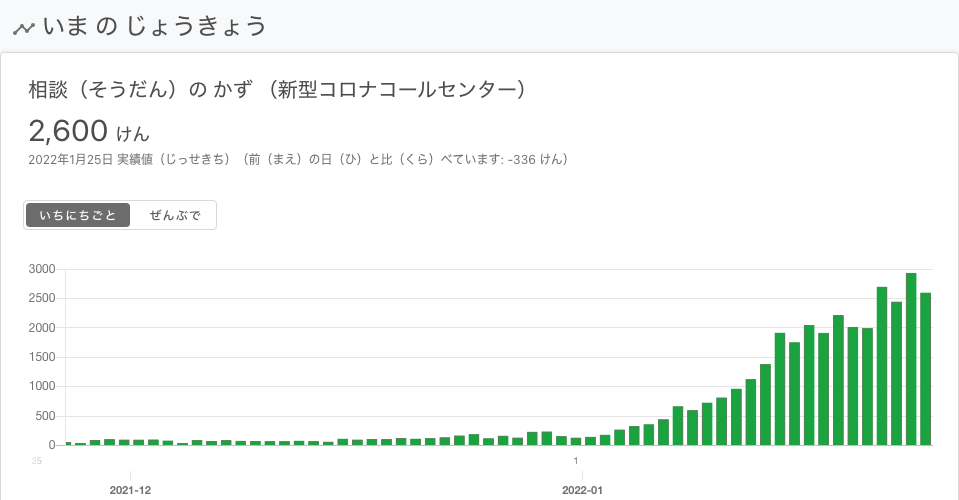 いま の じょうきょう
相談（そうだん）の かず （新型コロナコールセンター）
2,600 けん
2022年1月25日 実績値（じっせきち）（前（まえ）の日（ひ）と比（くら）べています: -336 けん）
いちにちごと ぜんぶで
3000
2500
2000
1500
1000
500
0
25 1
2021-12 2022-01